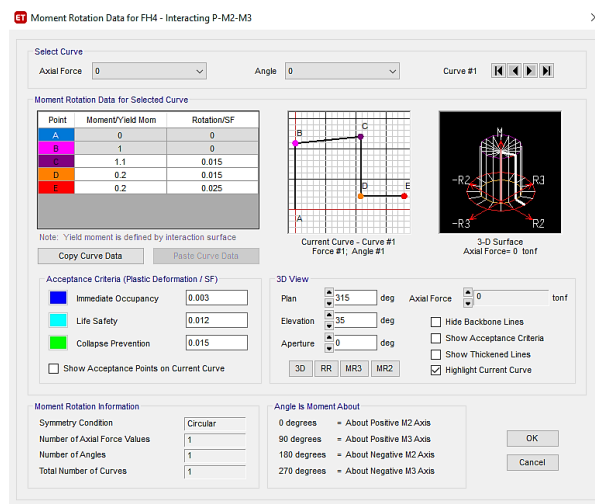 ET Moment Rotation Data for FH4 - Interacting P-M2-M3
Select Curve
Axial Force 0 Angle 0 Curve #1
Moment Rotation Data for Selected Curve
Point Moment/Yield Mom Rotation/SF
A 0 0
B 1 0
C 1.1 0.015
D 0.2 0.015
E 0.2 0.025
Note: Yield moment is defined by interaction surface
Copy Curve Data Paste Curve Data
A B C D E
Current Curve - Curve #1
Force #1; Angle #1
M
-R2 R3
-R3 R2
3-D Surface
Axial Force= 0 tonf
Acceptance Criteria (Plastic Deformation / SF)
Immediate Occupancy 0.003
Life Safety 0.012
Collapse Prevention 0.015
Show Acceptance Points on Current Curve
3D View
Plan 315 deg Axial Force 0 tonf
Elevation 35 deg
Aperture 0 deg
3D RR MR3 MR2
Hide Backbone Lines
Show Acceptance Criteria
Show Thickened Lines
Highlight Current Curve
Moment Rotation Information
Symmetry Condition Circular
Number of Axial Force Values 1
Number of Angles 1
Total Number of Curves 1
Angle Is Moment About
0 degrees = About Positive M2 Axis
90 degrees = About Positive M3 Axis
180 degrees = About Negative M2 Axis
270 degrees = About Negative M3 Axis
OK
Cancel